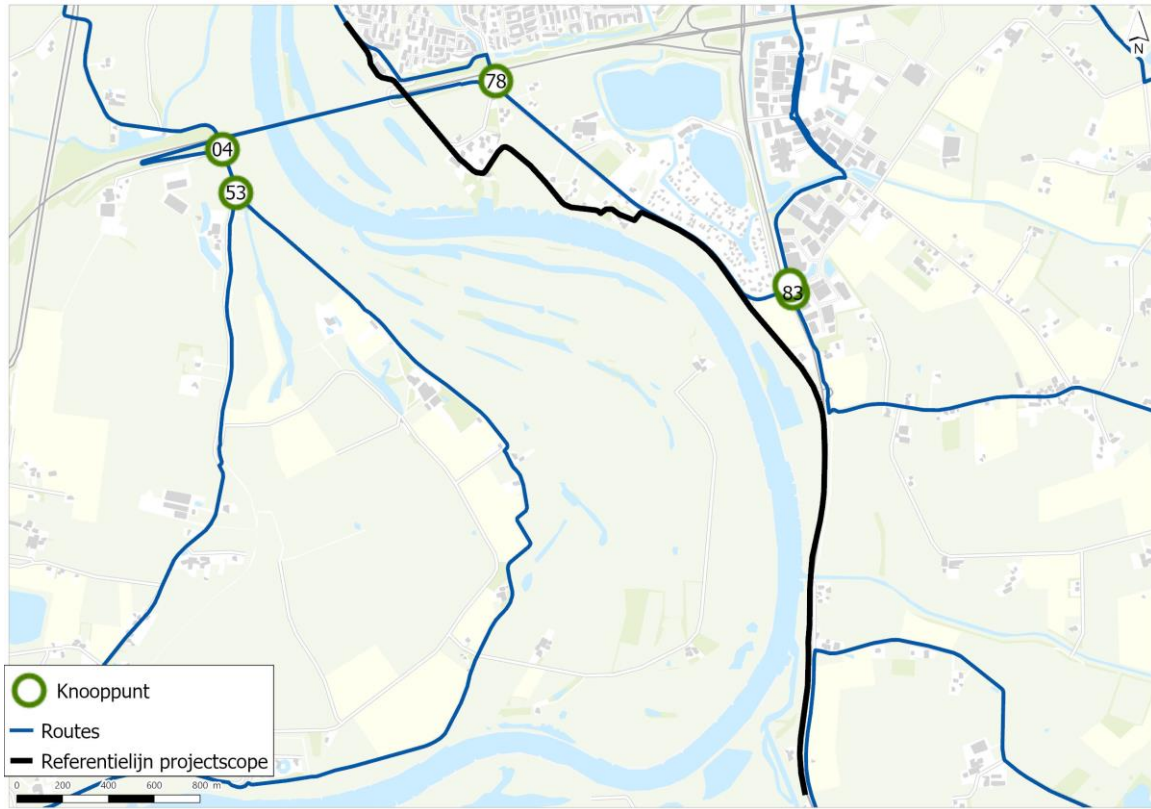 N
78
04
53
83
Knooppunt
Routes
Referentielijn projectscope
0 200 400 600 800 m